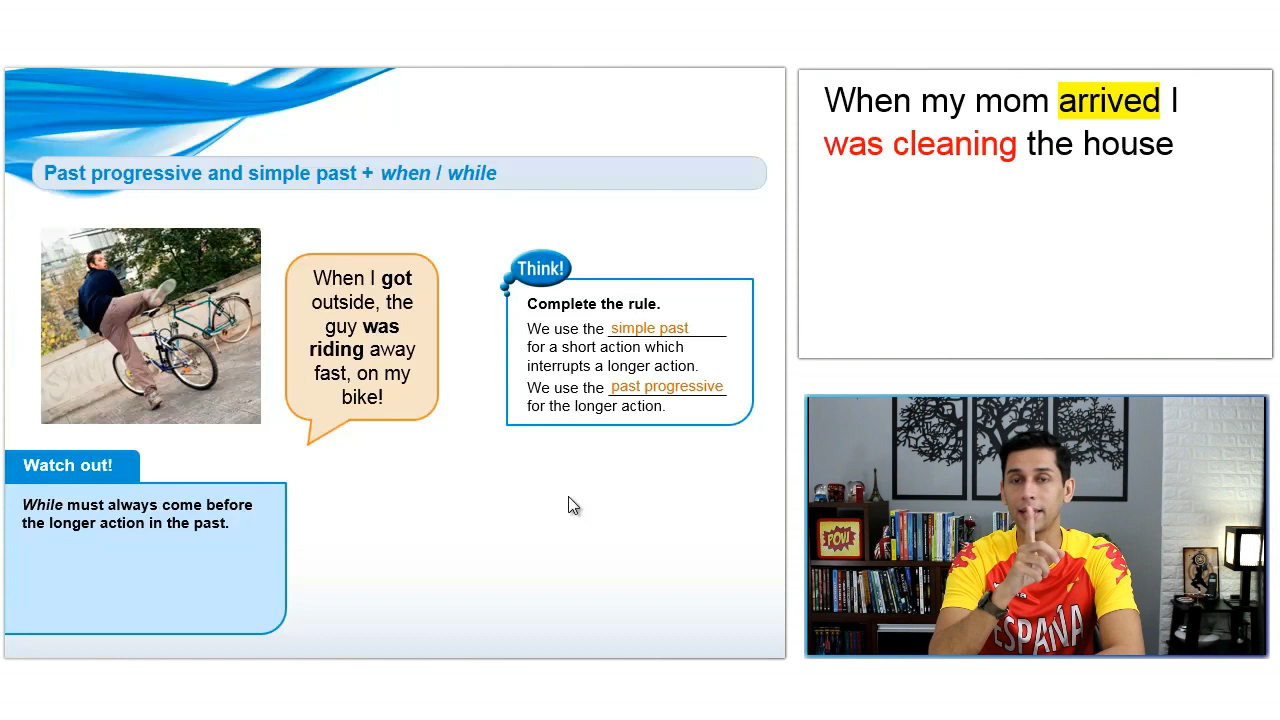 Past progressive and simple past + when / while
When I got
outside, the
guy was
riding away
fast, on my
bike!
Think!
Complete the rule.
We use the simple past
for a short action which
interrupts a longer action.
We use the past progressive
for the longer action.
Watch out!
While must always come before
the longer action in the past.
When my mom arrived I
was cleaning the house
POW!
ESPAÑA